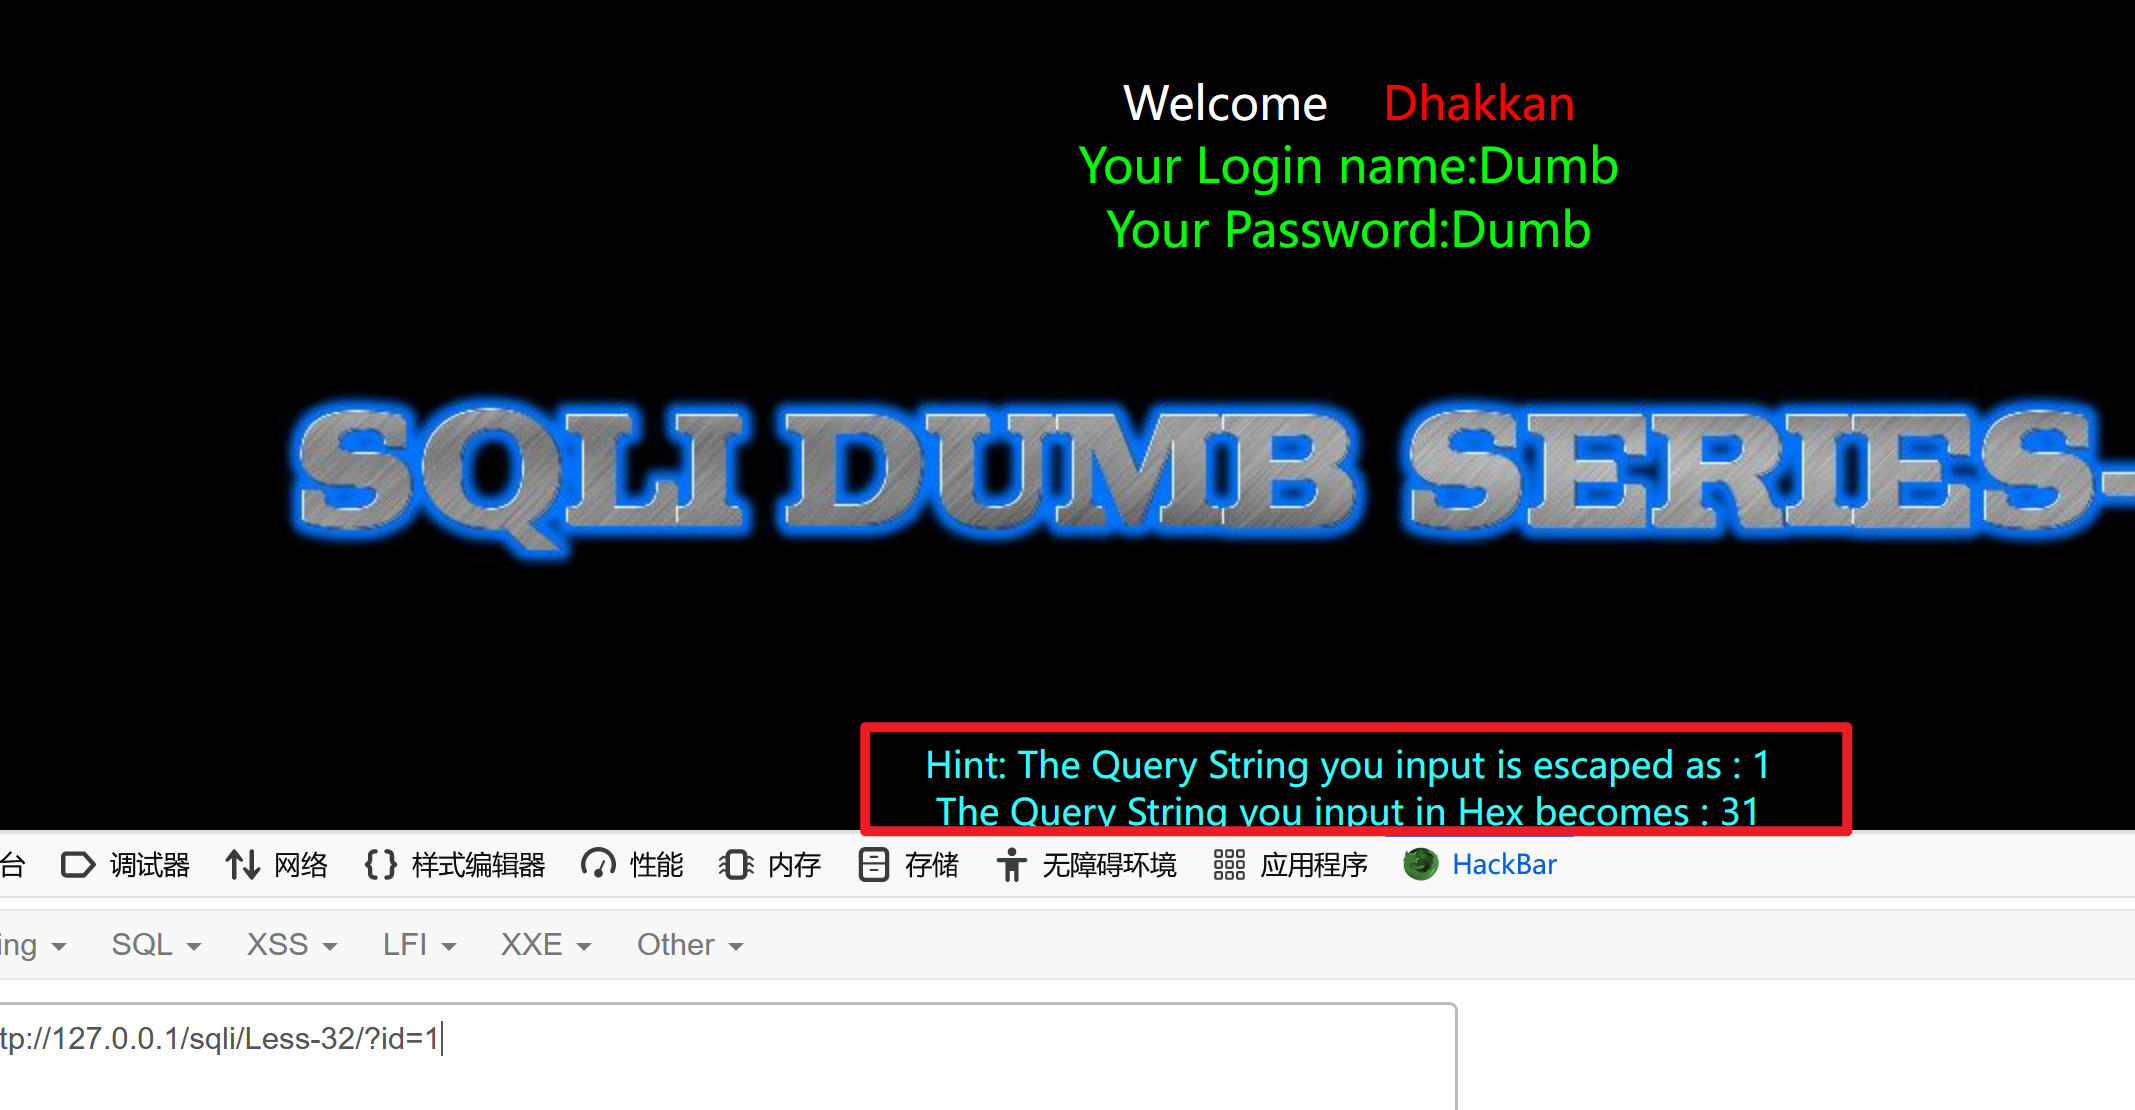 Welcome Dhakkan
Your Login name:Dumb
Your Password:Dumb
SQLI DUMB SERIES-
Hint: The Query String you input is escaped as : 1
The Query String you input in Hex becomes : 31
台 调试器 网络 样式编辑器 性能 内存 存储 无障碍环境 应用程序 HackBar
ing SQL XSS LFI XXE Other
tp://127.0.0.1/sqli/Less-32/?id=1